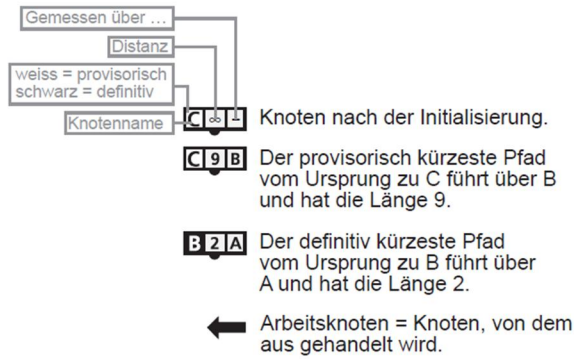 Gemessen über ...
Distanz
weiss = provisorisch
schwarz = definitiv
Knotenname
C ∞ - Knoten nach der Initialisierung.
C 9 B Der provisorisch kürzeste Pfad
vom Ursprung zu C führt über B
und hat die Länge 9.
B 2 A Der definitiv kürzeste Pfad
vom Ursprung zu B führt über
A und hat die Länge 2.
Arbeitsknoten = Knoten, von dem
aus gehandelt wird.